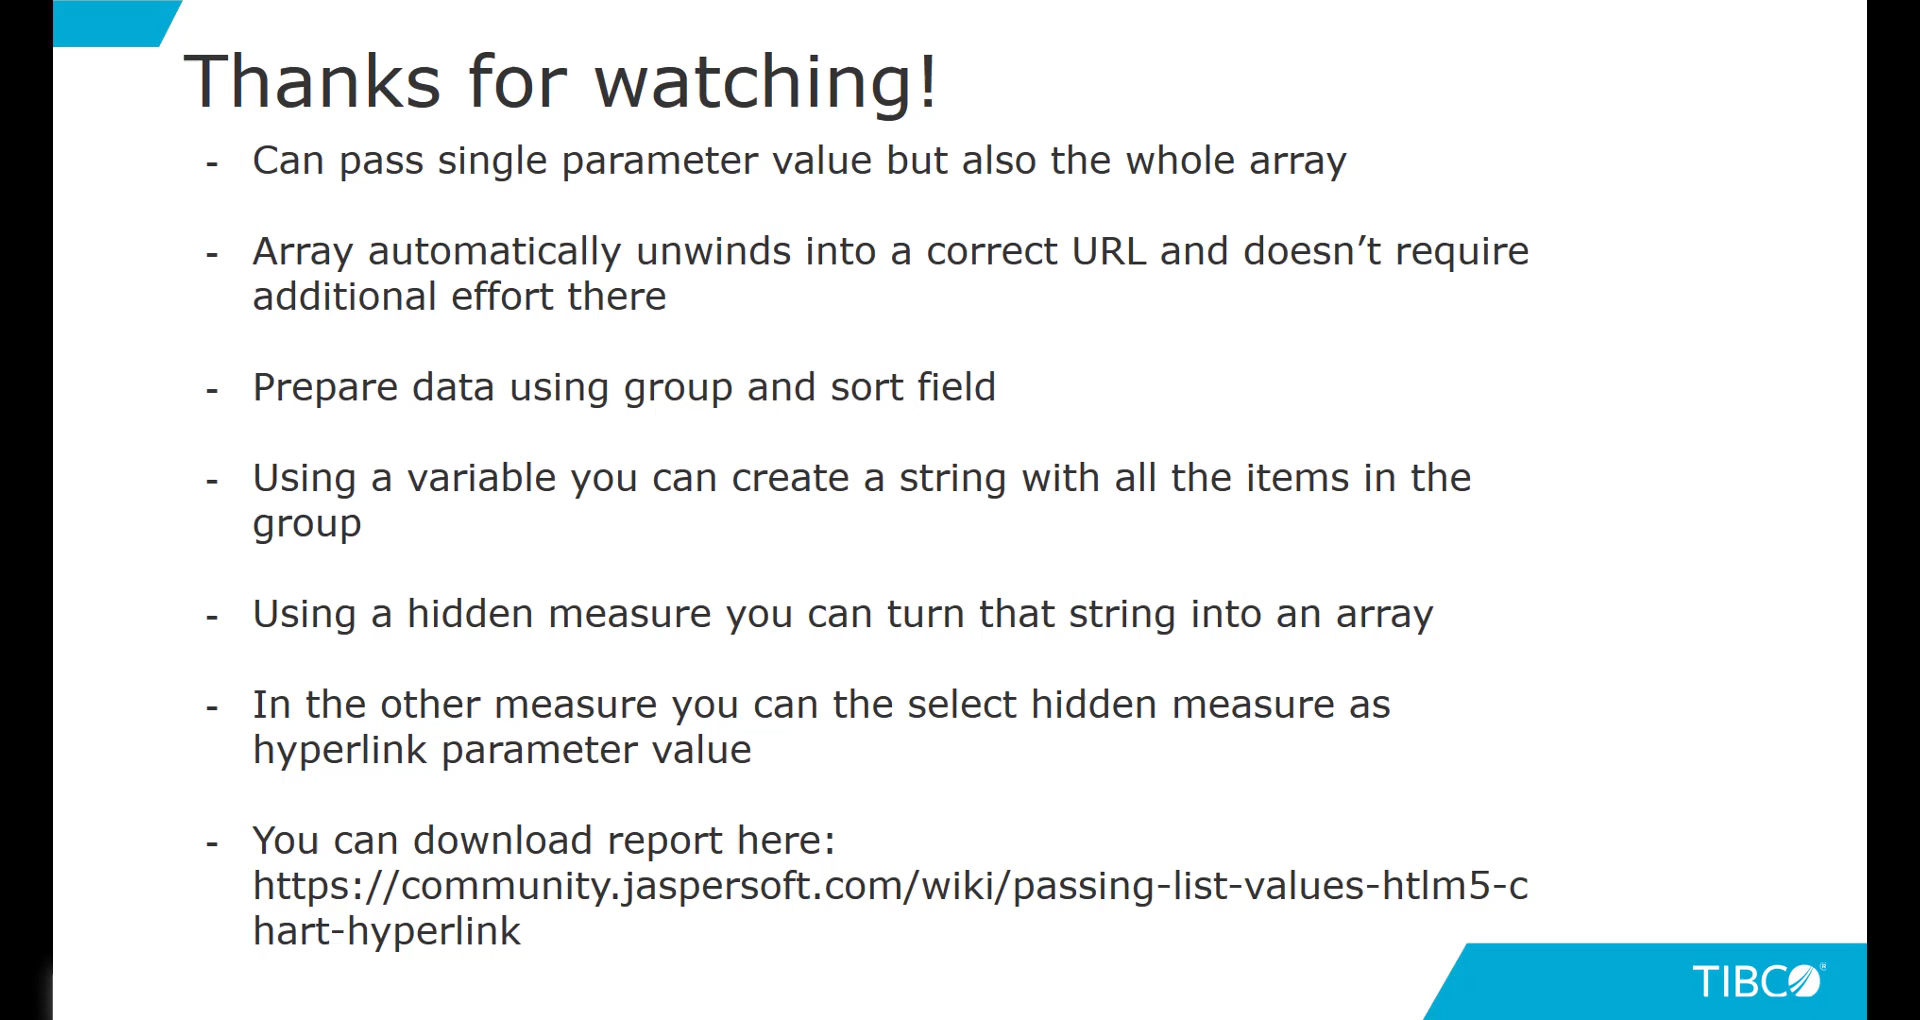 Thanks for watching!
- Can pass single parameter value but also the whole array
- Array automatically unwinds into a correct URL and doesn’t require
additional effort there
- Prepare data using group and sort field
- Using a variable you can create a string with all the items in the
group
- Using a hidden measure you can turn that string into an array
- In the other measure you can the select hidden measure as
hyperlink parameter value
- You can download report here:
https://community.jaspersoft.com/wiki/passing-list-values-htlm5-c
hart-hyperlink
TIBCO®